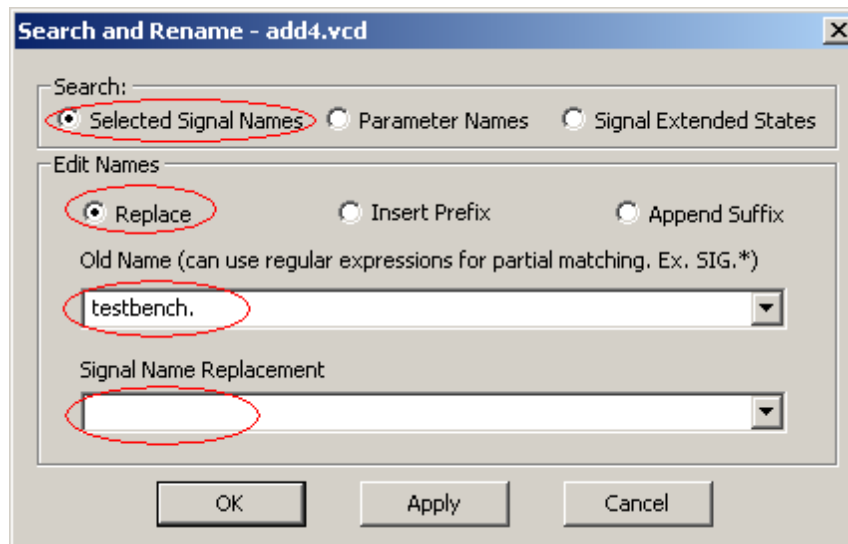 Search and Rename - add4.vcd
Search:
Selected Signal Names Parameter Names Signal Extended States
Edit Names
Replace Insert Prefix Append Suffix
Old Name (can use regular expressions for partial matching. Ex. SIG.*)
testbench.
Signal Name Replacement
OK Apply Cancel